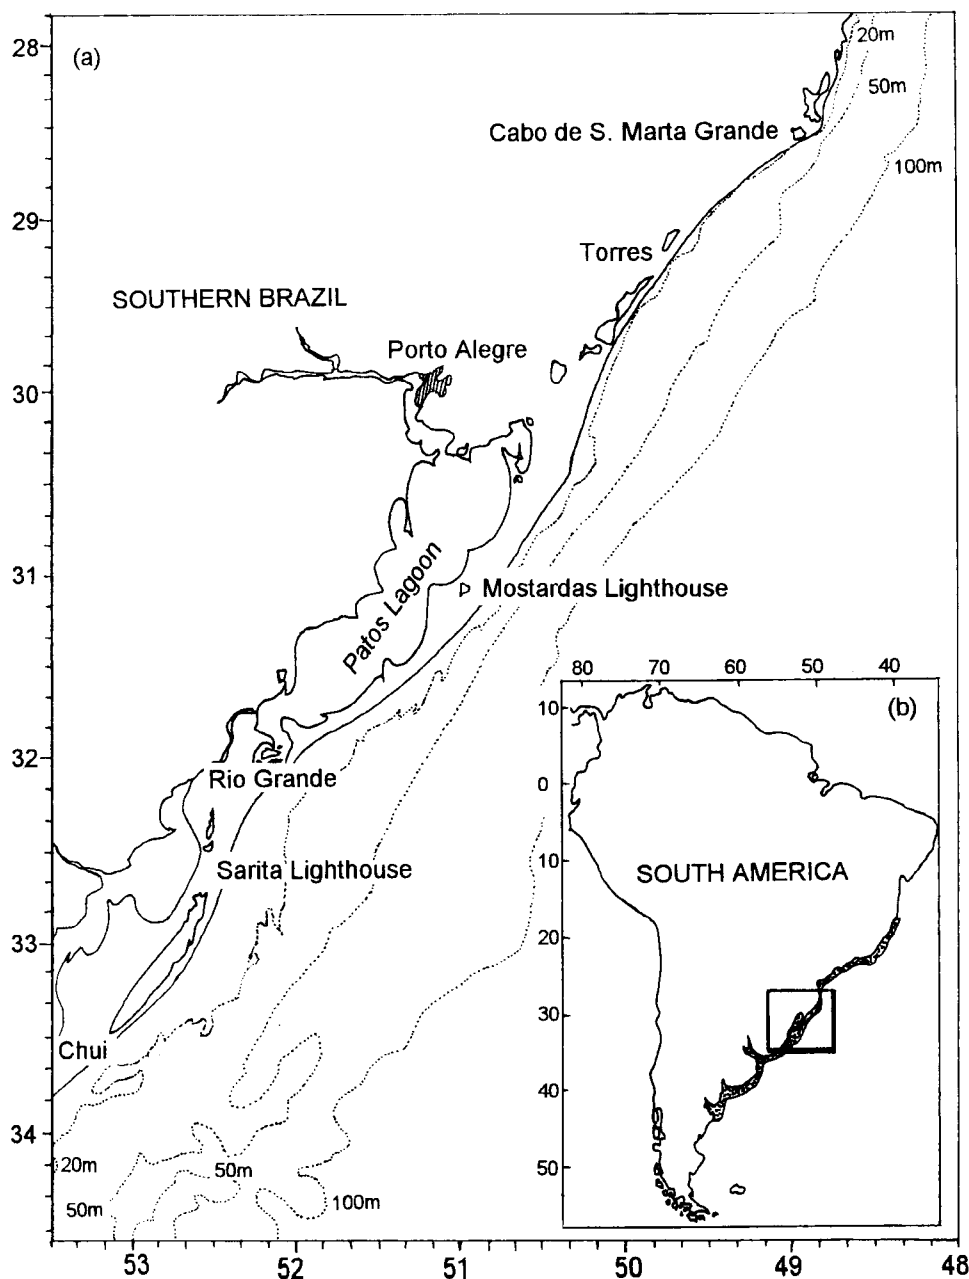 28
(a)
20m
50m
Cabo de S. Marta Grande
100m
29
Torres
SOUTHERN BRAZIL
Porto Alegre
30
31
Patos Lagoon
Mostardas Lighthouse
80 70 60 50 40
10
(b)
32
Rio Grande
0
Sarita Lighthouse
10
SOUTH AMERICA
20
33
30
Chui
40
34
20m
50m
50m
100m
50
53 52 51 50 49 48